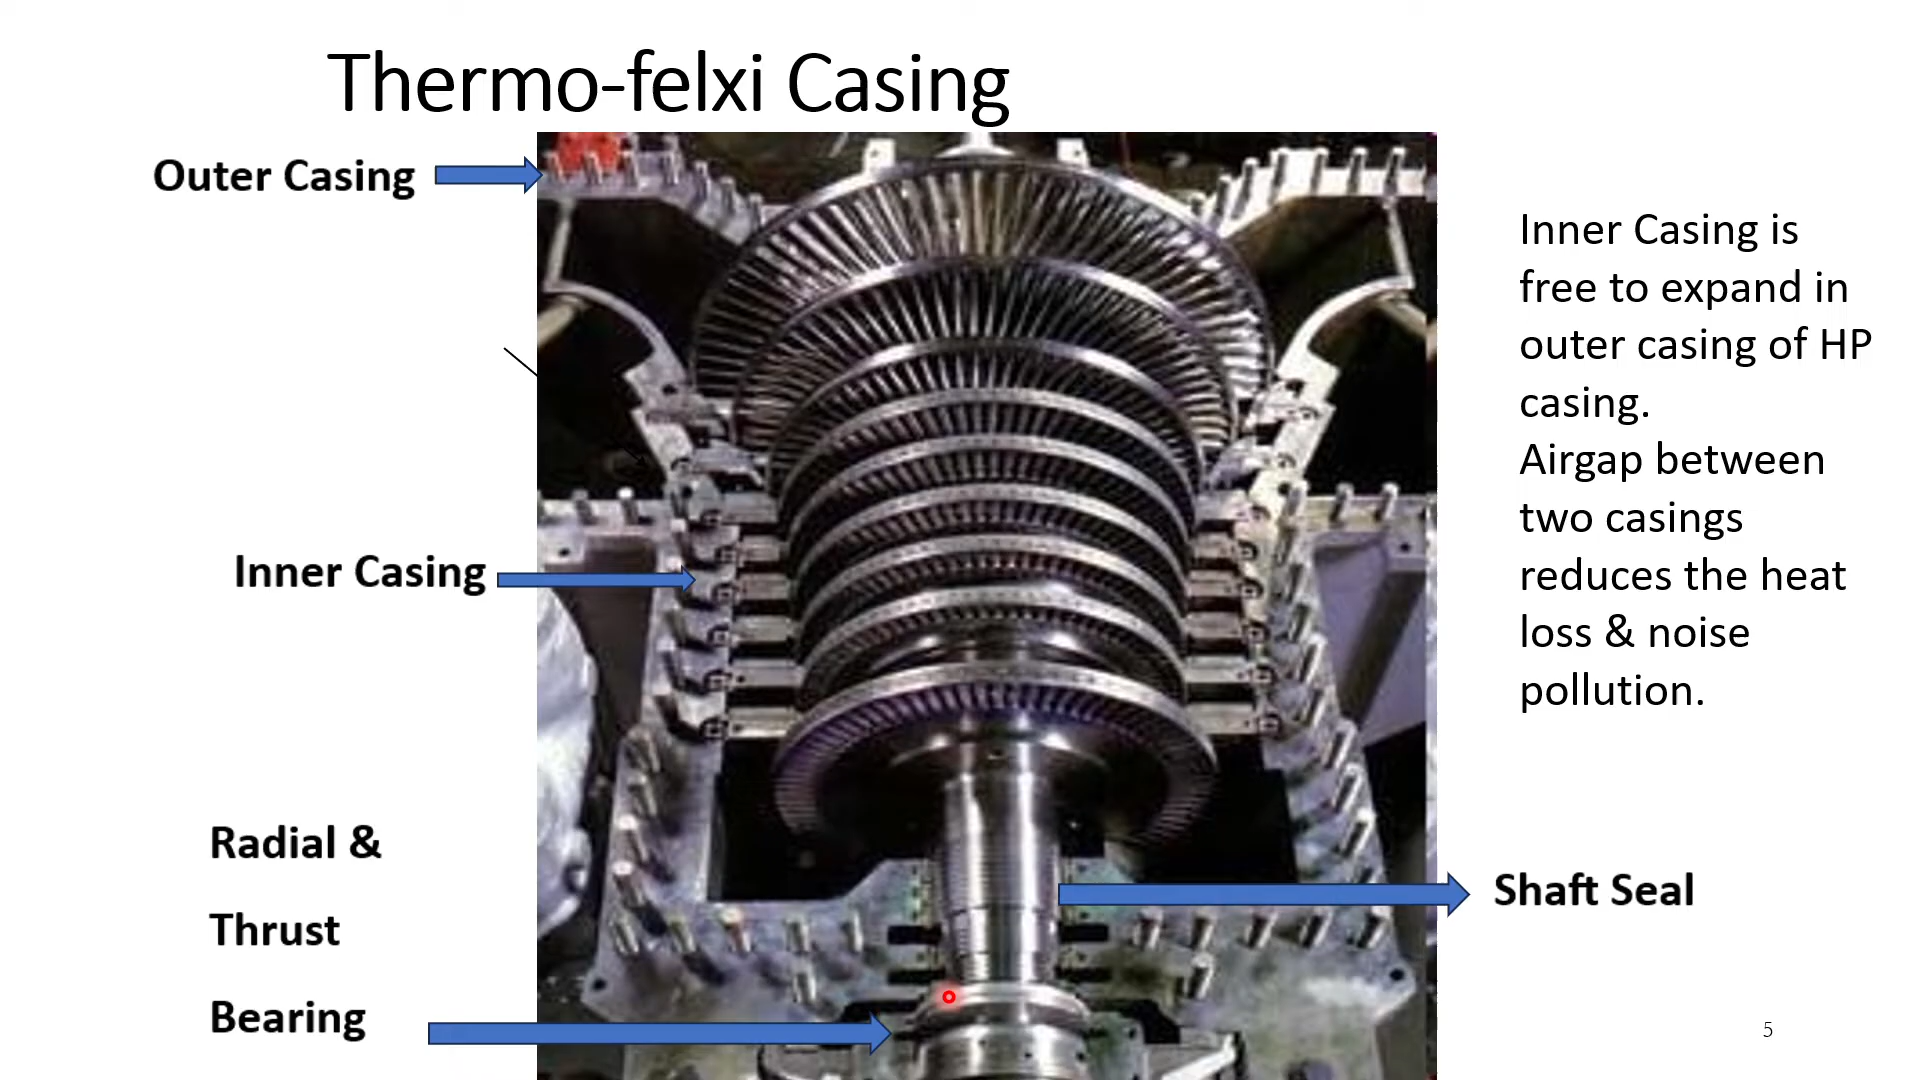 Thermo-felxi Casing
Outer Casing
Inner Casing is
free to expand in
outer casing of HP
casing.
Airgap between
two casings
reduces the heat
loss & noise
pollution.
Inner Casing
Radial &
Thrust
Bearing
Shaft Seal
5